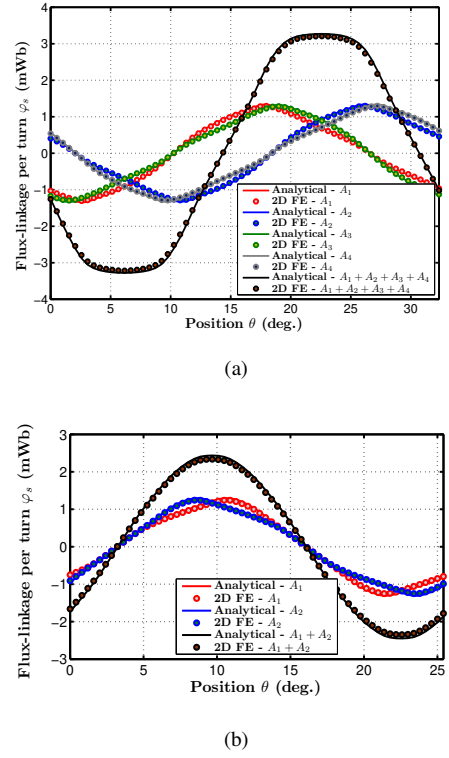 4
3
2
1
0
−1
−2
−3
−4
Flux-linkage per turn φs (mWb)
Analytical - A1
2D FE - A1
Analytical - A2
2D FE - A2
Analytical - A3
2D FE - A3
Analytical - A4
2D FE - A4
Analytical - A1 + A2 + A3 + A4
2D FE - A1 + A2 + A3 + A4
0 5 10 15 20 25 30
Position θ (deg.)
(a)
3
2
1
0
−1
−2
−3
Flux-linkage per turn φs (mWb)
Analytical - A1
2D FE - A1
Analytical - A2
2D FE - A2
Analytical - A1 + A2
2D FE - A1 + A2
0 5 10 15 20 25
Position θ (deg.)
(b)